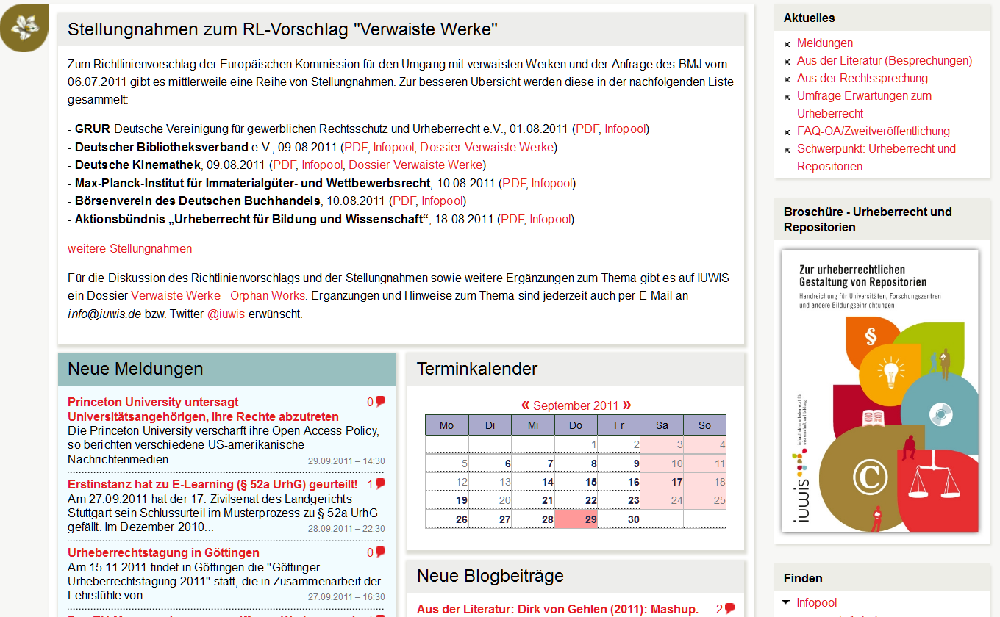 Stellungnahmen zum RL-Vorschlag "Verwaiste Werke"
Zum Richtlinienvorschlag der Europäischen Kommission für den Umgang mit verwaisten Werken und der Anfrage des BMJ vom
06.07.2011 gibt es mittlerweile eine Reihe von Stellungnahmen. Zur besseren Übersicht werden diese in der nachfolgenden Liste
gesammelt:
- GRUR Deutsche Vereinigung für gewerblichen Rechtsschutz und Urheberrecht e.V., 01.08.2011 (PDF, Infopool)
- Deutscher Bibliotheksverband e.V., 09.08.2011 (PDF, Infopool, Dossier Verwaiste Werke)
- Deutsche Kinemathek, 09.08.2011 (PDF, Infopool, Dossier Verwaiste Werke)
- Max-Planck-Institut für Immaterialgüter- und Wettbewerbsrecht, 10.08.2011 (PDF, Infopool)
- Börsenverein des Deutschen Buchhandels, 10.08.2011 (PDF, Infopool)
- Aktionsbündnis „Urheberrecht für Bildung und Wissenschaft“, 18.08.2011 (PDF, Infopool)
weitere Stellungnahmen
Für die Diskussion des Richtlinienvorschlags und der Stellungnahmen sowie weitere Ergänzungen zum Thema gibt es auf IUWIS
ein Dossier Verwaiste Werke - Orphan Works. Ergänzungen und Hinweise zum Thema sind jederzeit auch per E-Mail an
info@iuwis.de bzw. Twitter @iuwis erwünscht.
Neue Meldungen
Princeton University untersagt 0
Universitätsangehörigen, ihre Rechte abzutreten
Die Princeton University verschärft ihre Open Access Policy,
so berichten verschiedene US-amerikanische
Nachrichtenmedien. ... 29.09.2011 – 14:30
Erstinstanz hat zu E-Learning (§ 52a UrhG) geurteilt! 1
Am 27.09.2011 hat der 17. Zivilsenat des Landgerichts
Stuttgart sein Schlussurteil im Musterprozess zu § 52a UrhG
gefällt. Im Dezember 2010... 28.09.2011 – 22:30
Urheberrechtstagung in Göttingen 0
Am 15.11.2011 findet in Göttingen die "Göttinger
Urheberrechtstagung 2011" statt, die in Zusammenarbeit der
Lehrstühle von... 27.09.2011 – 16:30
Terminkalender
« September 2011 »
Mo Di Mi Do Fr Sa So
1 2 3 4
5 6 7 8 9 10 11
12 13 14 15 16 17 18
19 20 21 22 23 24 25
26 27 28 29 30
Neue Blogbeiträge
Aus der Literatur: Dirk von Gehlen (2011): Mashup. 2
Aktuelles
Meldungen
Aus der Literatur (Besprechungen)
Aus der Rechtssprechung
Umfrage Erwartungen zum
Urheberrecht
FAQ-OA/Zweitveröffentlichung
Schwerpunkt: Urheberrecht und
Repositorien
Broschüre - Urheberrecht und
Repositorien
Zur urheberrechtlichen
Gestaltung von Repositorien
Handreichung für Universitäten, Forschungszentren
und andere Bildungseinrichtungen
§
©
iuwis
infrastruktur urheberrecht für
wissenschaft und bildung
Finden
Infopool